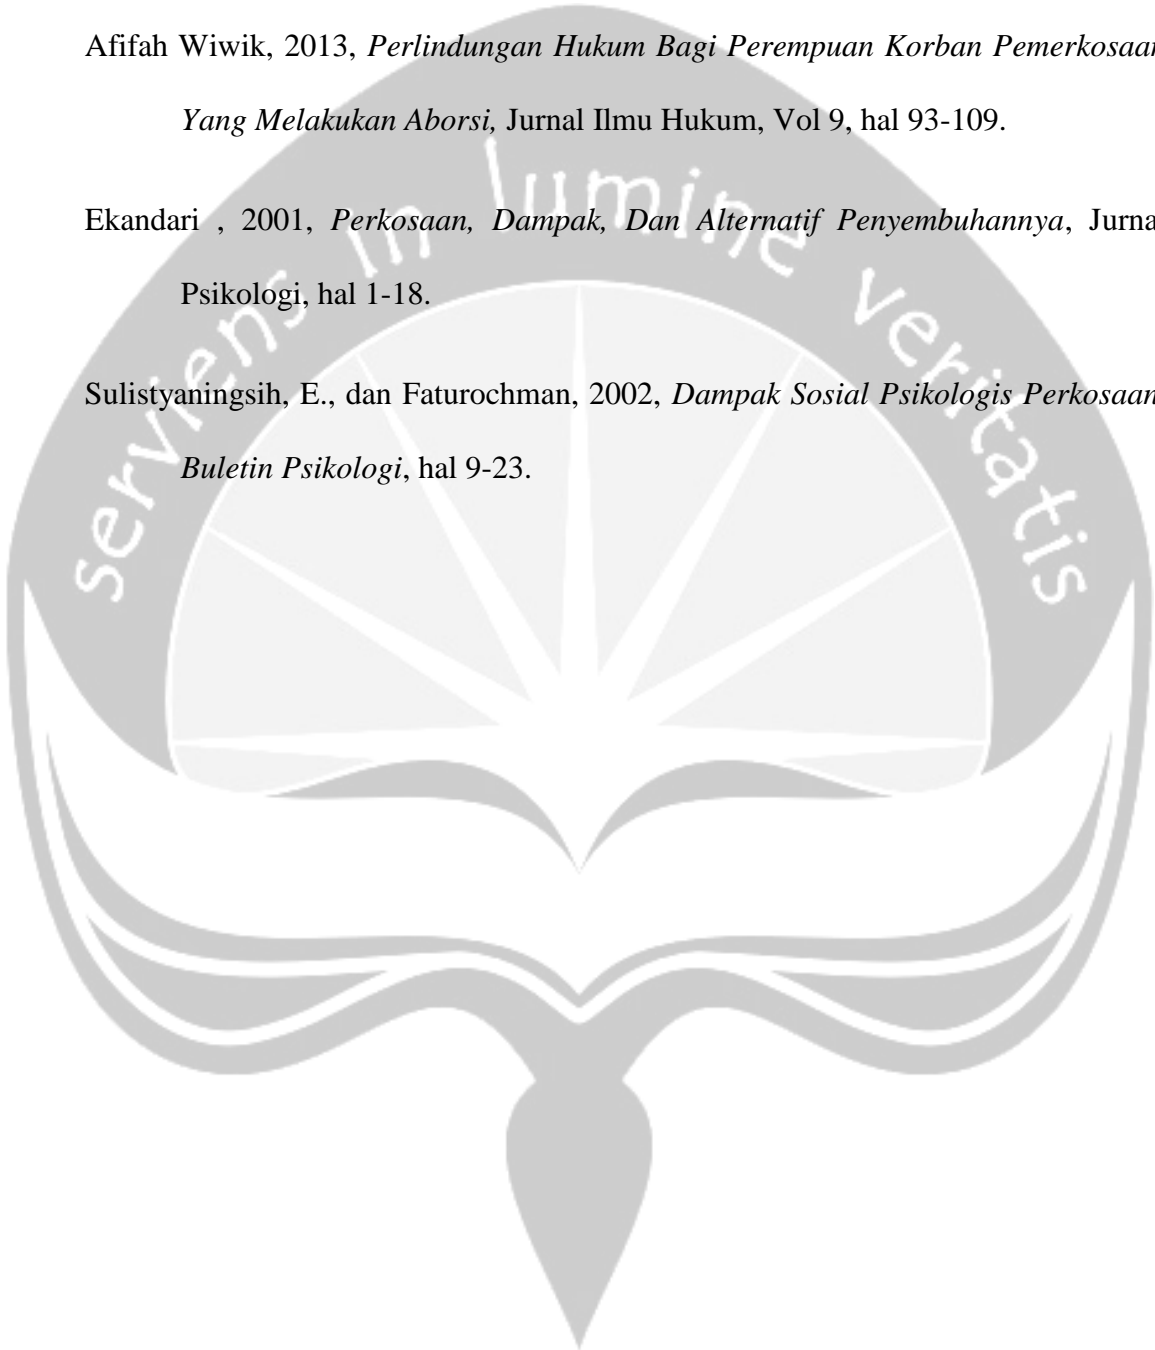 Afifah Wiwik, 2013, Perlindungan Hukum Bagi Perempuan Korban Pemerkosaan
Yang Melakukan Aborsi, Jurnal Ilmu Hukum, Vol 9, hal 93-109.
Ekandari , 2001, Perkosaan, Dampak, Dan Alternatif Penyembuhannya, Jurna
Psikologi, hal 1-18.
Sulistyaningsih, E., dan Faturochman, 2002, Dampak Sosial Psikologis Perkosaan
Buletin Psikologi, hal 9-23.
serviens in lumine veritatis